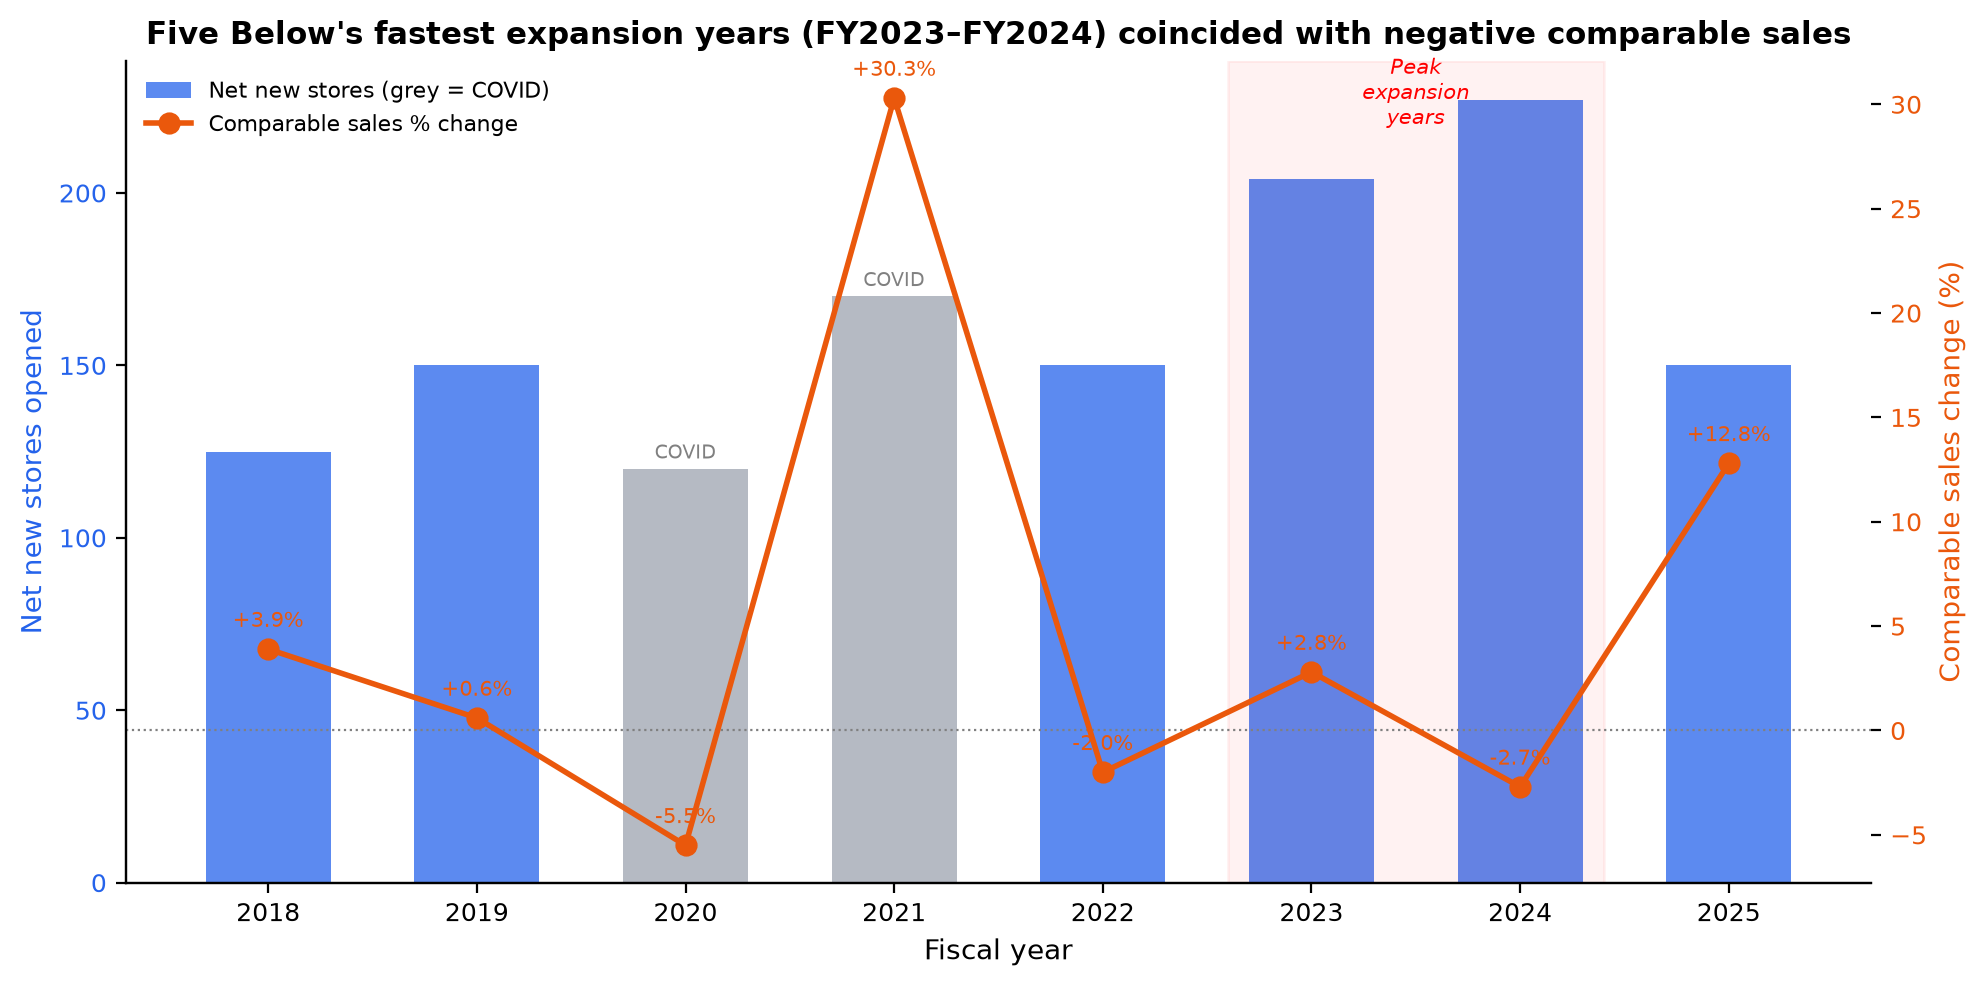 Five Below's fastest expansion years (FY2023–FY2024) coincided with negative comparable sales
Net new stores (grey = COVID)
Comparable sales % change
Peak
expansion
years
Net new stores opened
200
150
100
50
0
Comparable sales change (%)
30
25
20
15
10
5
0
−5
+3.9%
+0.6%
COVID
-5.5%
+30.3%
COVID
-2.0%
+2.8%
-2.7%
+12.8%
2018
2019
2020
2021
2022
2023
2024
2025
Fiscal year